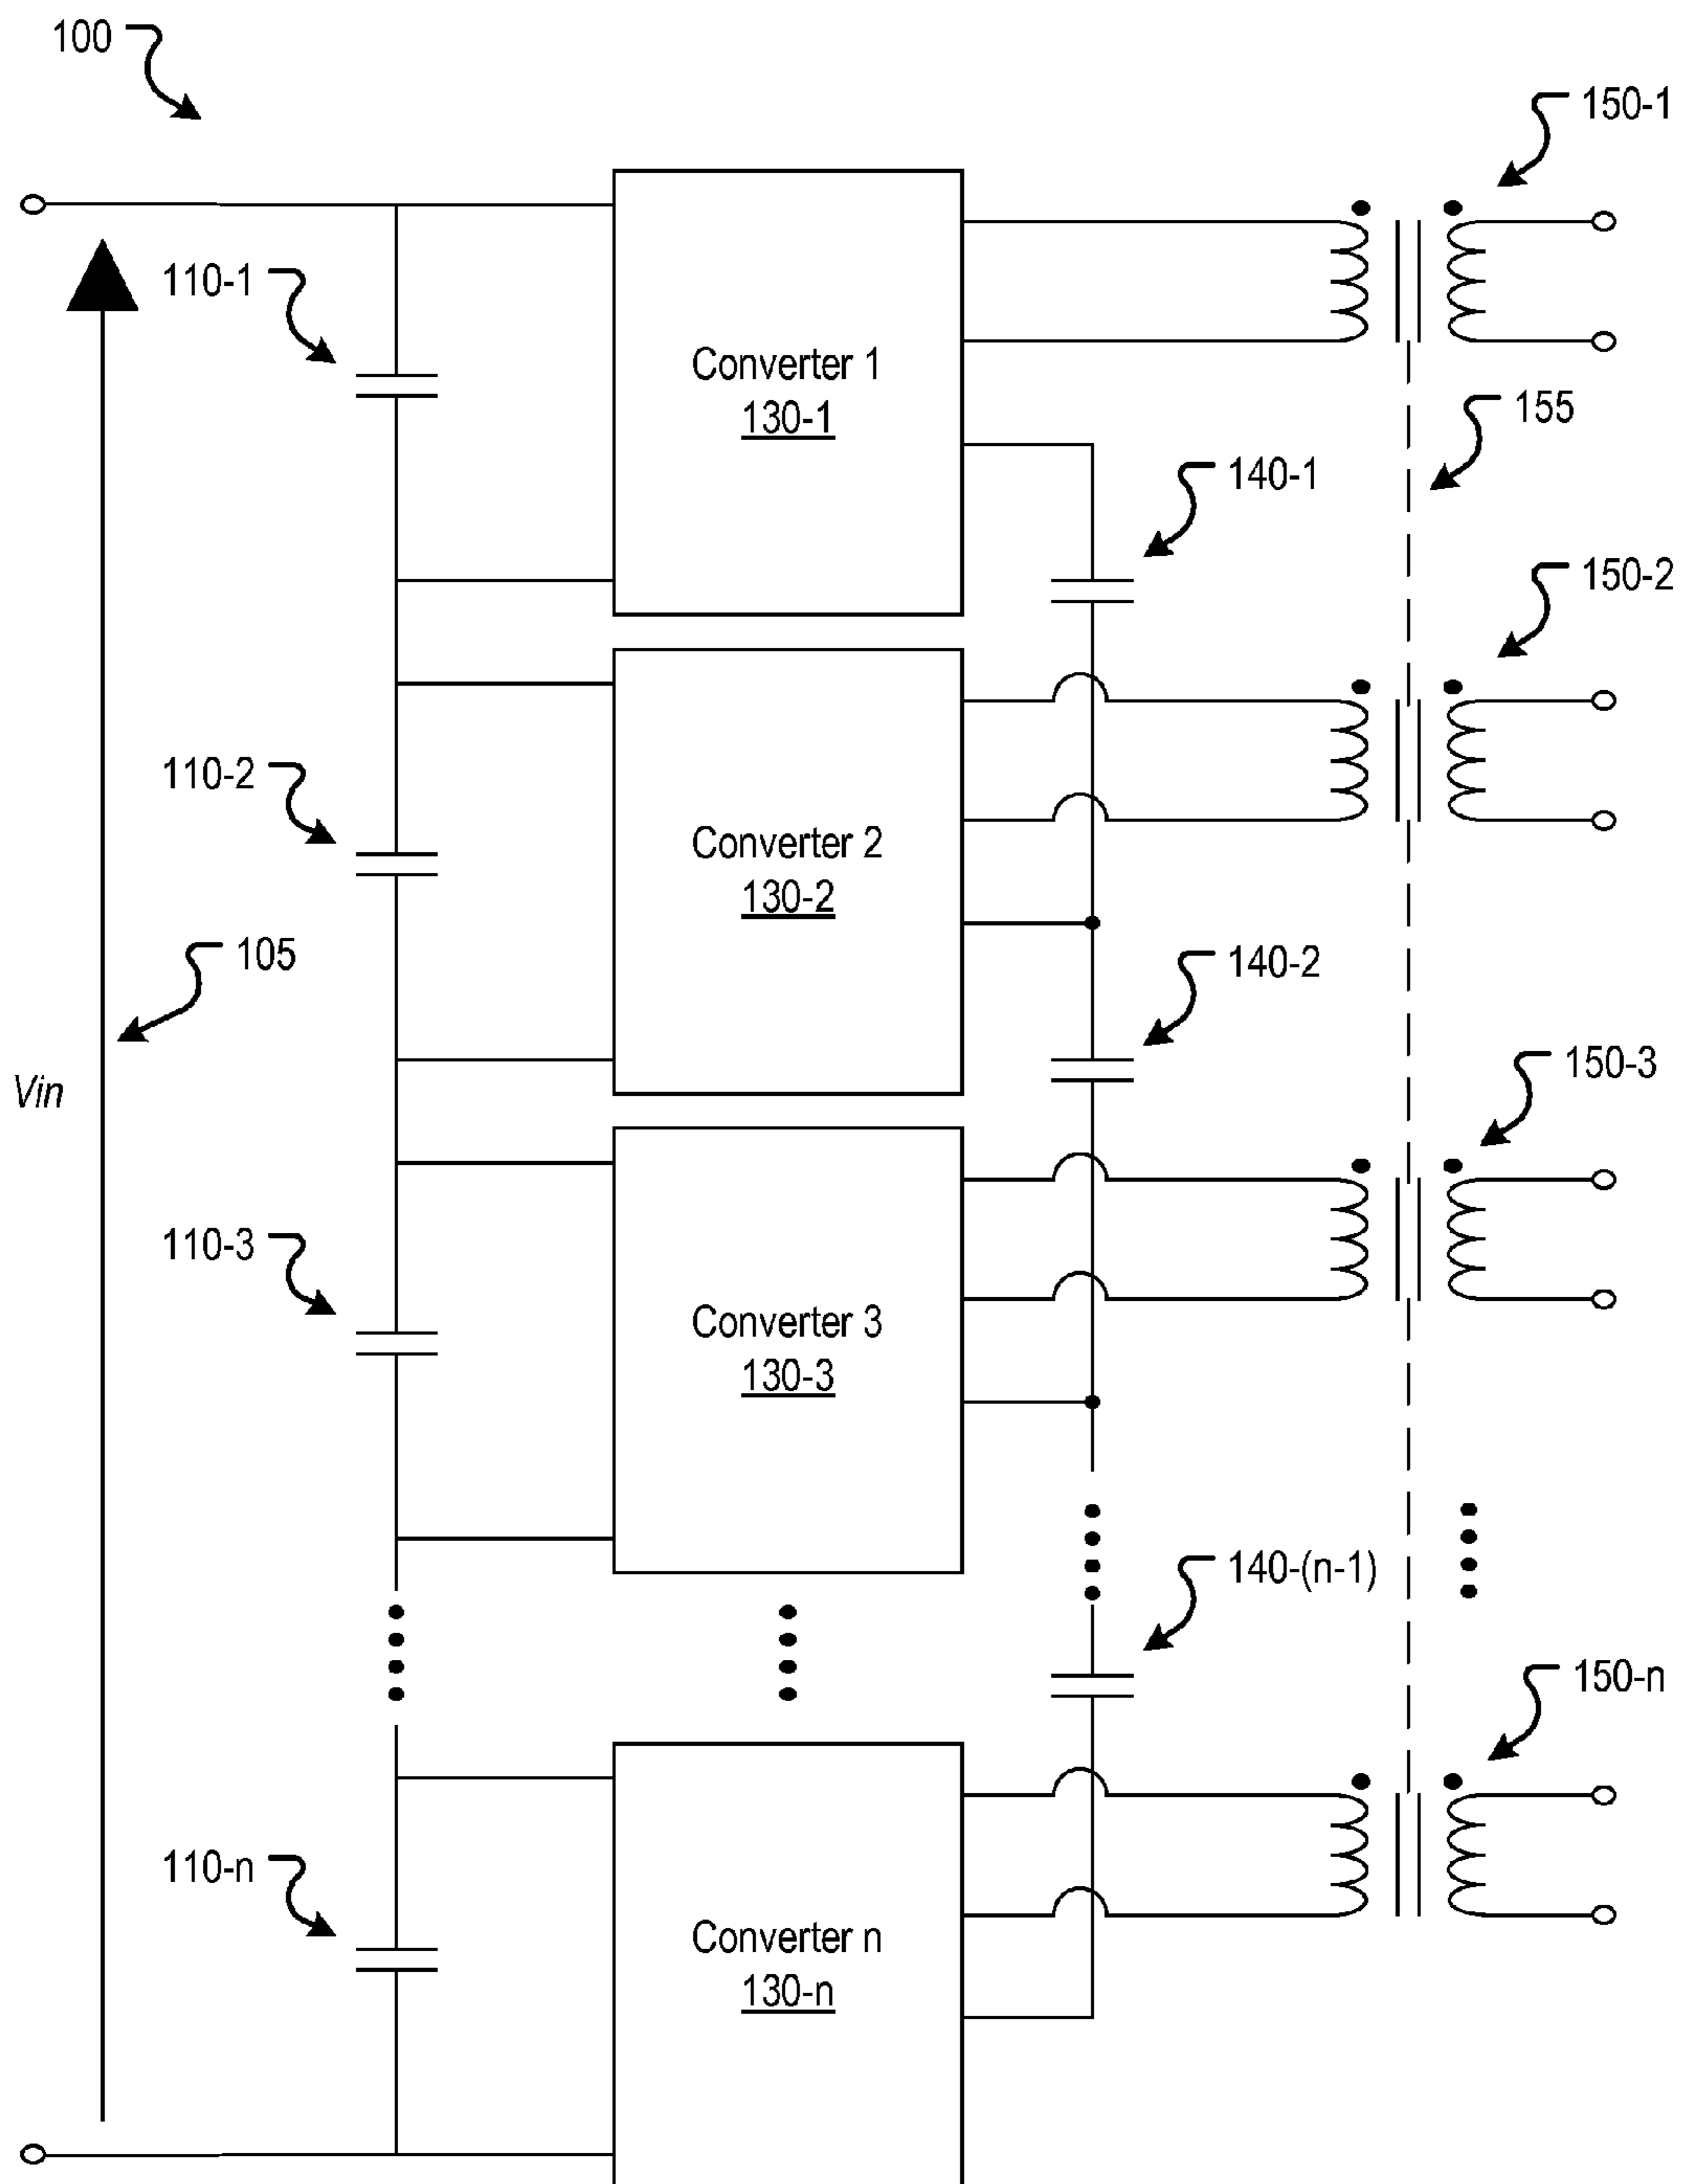 100
150-1
110-1
Converter 1
130-1
155
140-1
150-2
110-2
Converter 2
130-2
105
140-2
Vin
150-3
110-3
Converter 3
130-3
140-(n-1)
150-n
110-n
Converter n
130-n